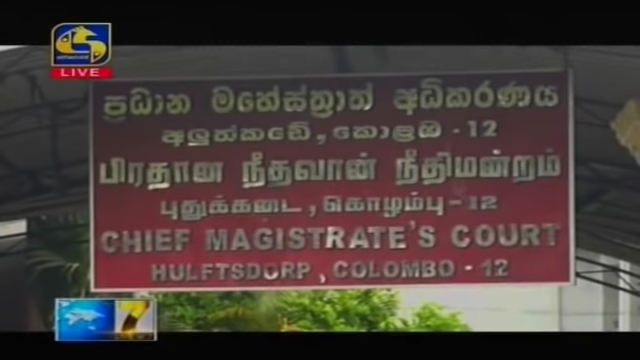 LIVE
ප්‍රධාන මහේස්ත්‍රාත් අධිකරණය
අලුත්කඩේ, කොළඹ - 12
பிரதான நீதவான் நீதிமன்றம்
புதுக்கடை, கொழும்பு - 12
CHIEF MAGISTRATE'S COURT
HULFTSDORP, COLOMBO - 12
7